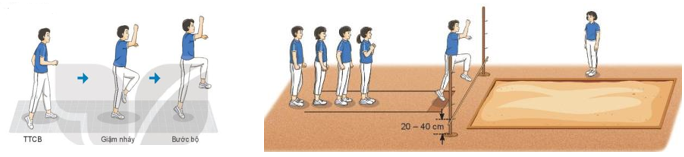 TTCB
Giậm nhảy
Bước bộ
20 – 40 cm